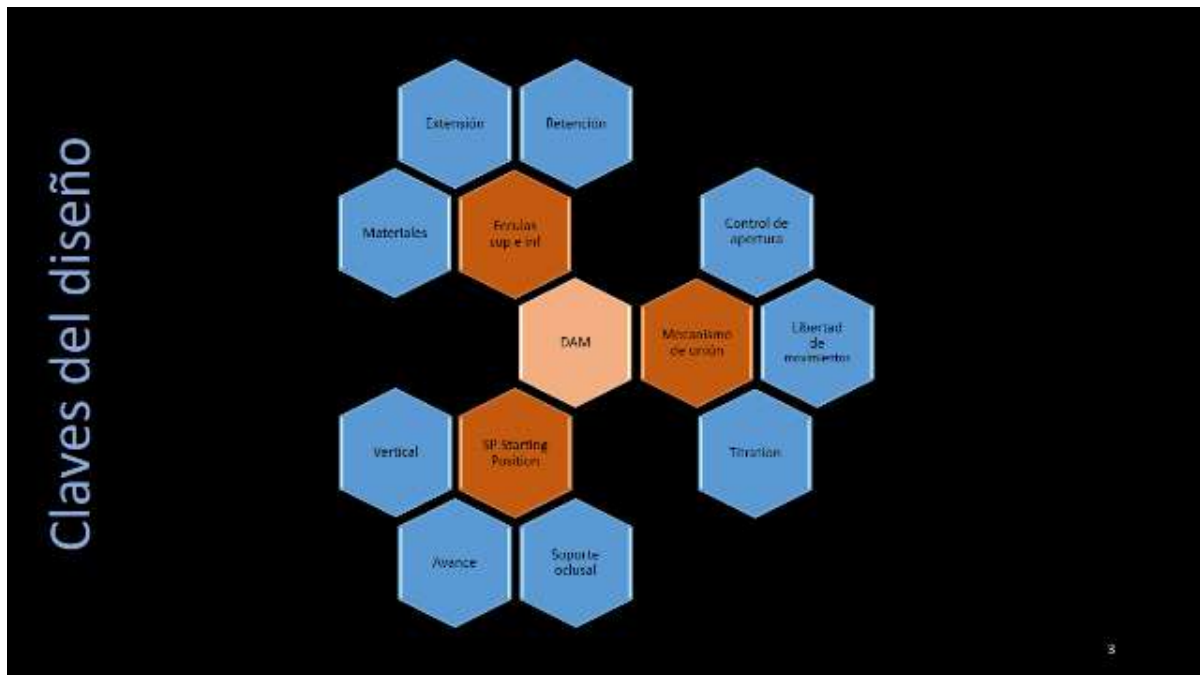 Claves del diseño
Extensión
Retención
Materiales
Férulas
sup e inf
Control de
apertura
DAM
Mecanismo
de unión
Libertad
de
movimientos
Vertical
SP Starting
Position
Titration
Avance
Soporte
oclusal
3